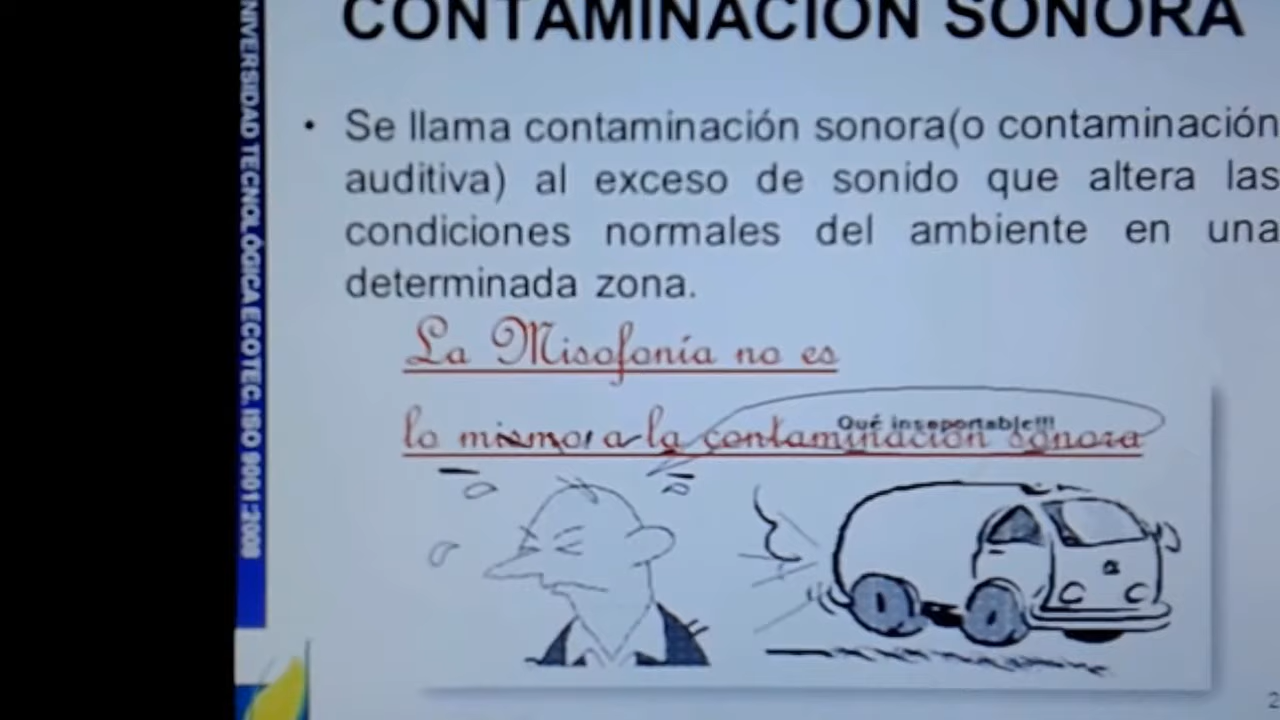 CONTAMINACIÓN SONORA
• Se llama contaminación sonora(o contaminación
auditiva) al exceso de sonido que altera las
condiciones normales del ambiente en una
determinada zona.
La Misofonía no es
lo mismo a la contaminación sonora
Qué insoportable!!!
UNIVERSIDAD TECNOLÓGICA ECOTEC. ISO 9001:2008
2